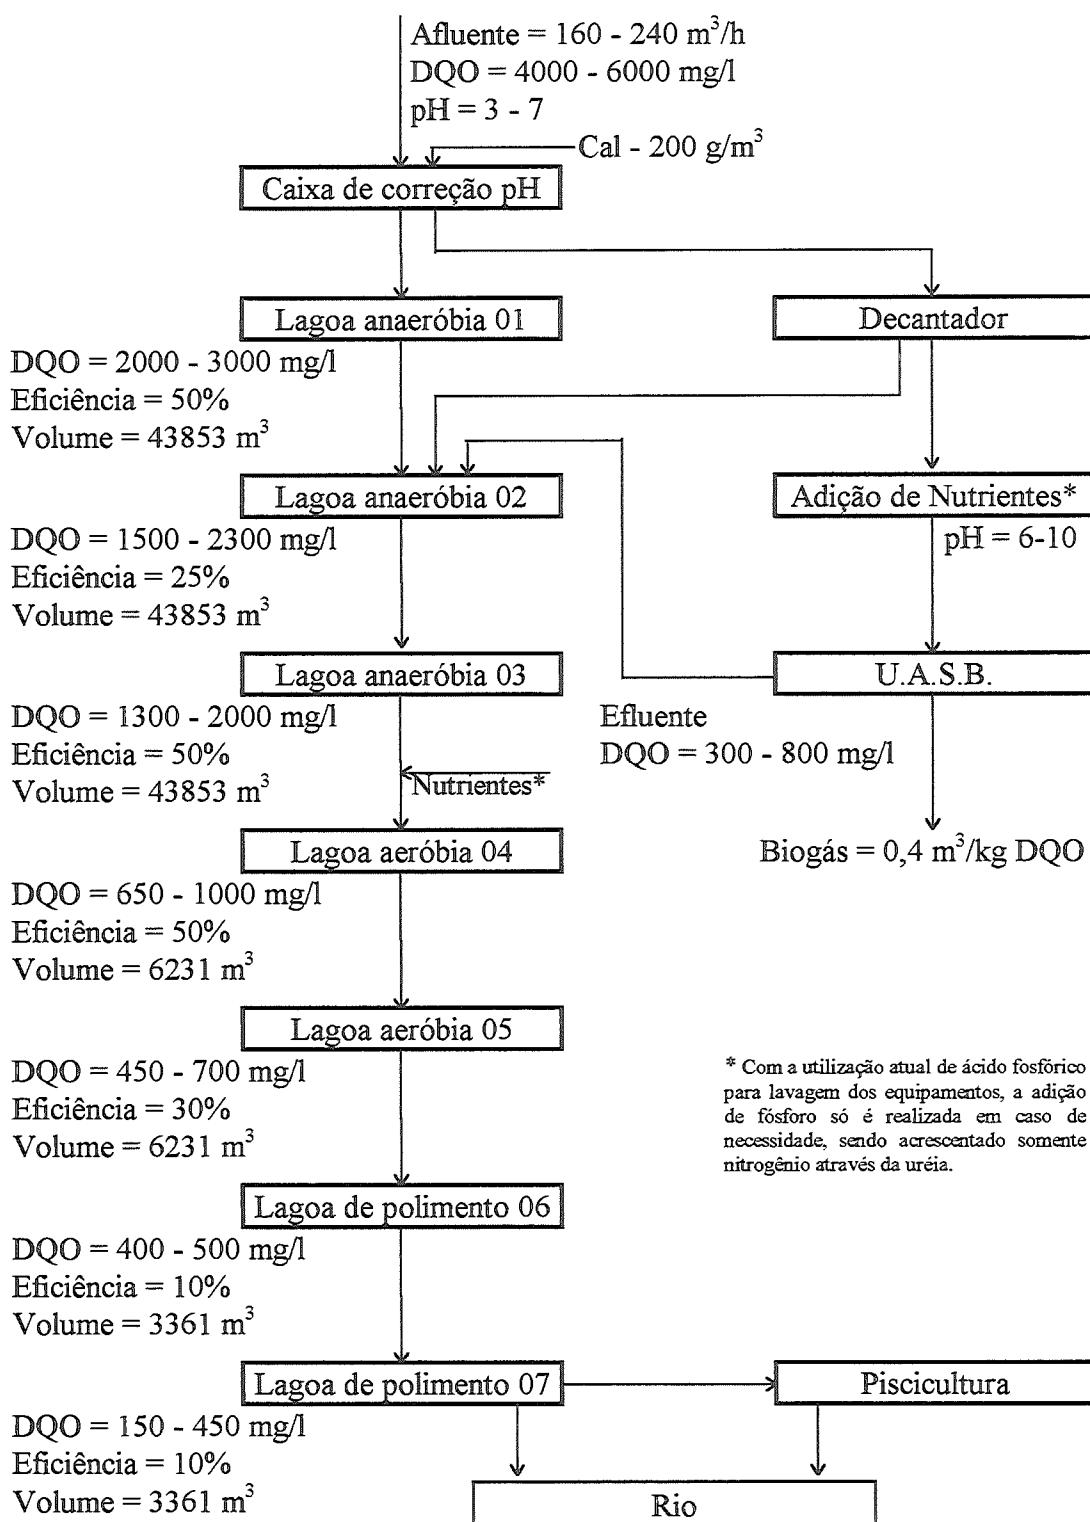 Afluente = 160 - 240 m³/h
DQO = 4000 - 6000 mg/l
pH = 3 - 7
Cal - 200 g/m³
Caixa de correção pH
Lagoa anaeróbia 01
Decantador
DQO = 2000 - 3000 mg/l
Eficiência = 50%
Volume = 43853 m³
Lagoa anaeróbia 02
Adição de Nutrientes*
pH = 6-10
DQO = 1500 - 2300 mg/l
Eficiência = 25%
Volume = 43853 m³
Lagoa anaeróbia 03
U.A.S.B.
DQO = 1300 - 2000 mg/l
Eficiência = 50%
Volume = 43853 m³
Efluente
DQO = 300 - 800 mg/l
Nutrientes*
Lagoa aeróbia 04
Biogás = 0,4 m³/kg DQO
DQO = 650 - 1000 mg/l
Eficiência = 50%
Volume = 6231 m³
Lagoa aeróbia 05
DQO = 450 - 700 mg/l
Eficiência = 30%
Volume = 6231 m³
* Com a utilização atual de ácido fosfórico
para lavagem dos equipamentos, a adição
de fósforo só é realizada em caso de
necessidade, sendo acrescentado somente
nitrogênio através da uréia.
Lagoa de polimento 06
DQO = 400 - 500 mg/l
Eficiência = 10%
Volume = 3361 m³
Lagoa de polimento 07
Piscicultura
DQO = 150 - 450 mg/l
Eficiência = 10%
Volume = 3361 m³
Rio